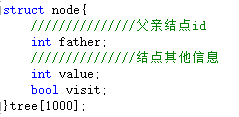 struct node{
///////////////父亲结点id
int father;
///////////////结点其他信息
int value;
bool visit;
}tree[1000];